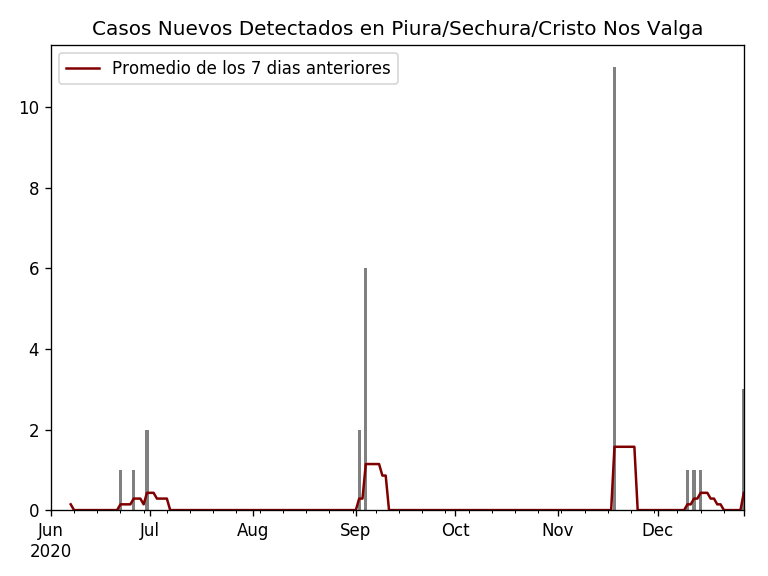 Casos Nuevos Detectados en Piura/Sechura/Cristo Nos Valga
Promedio de los 7 dias anteriores
10
8
6
4
2
0
Jun Jul Aug Sep Oct Nov Dec
2020